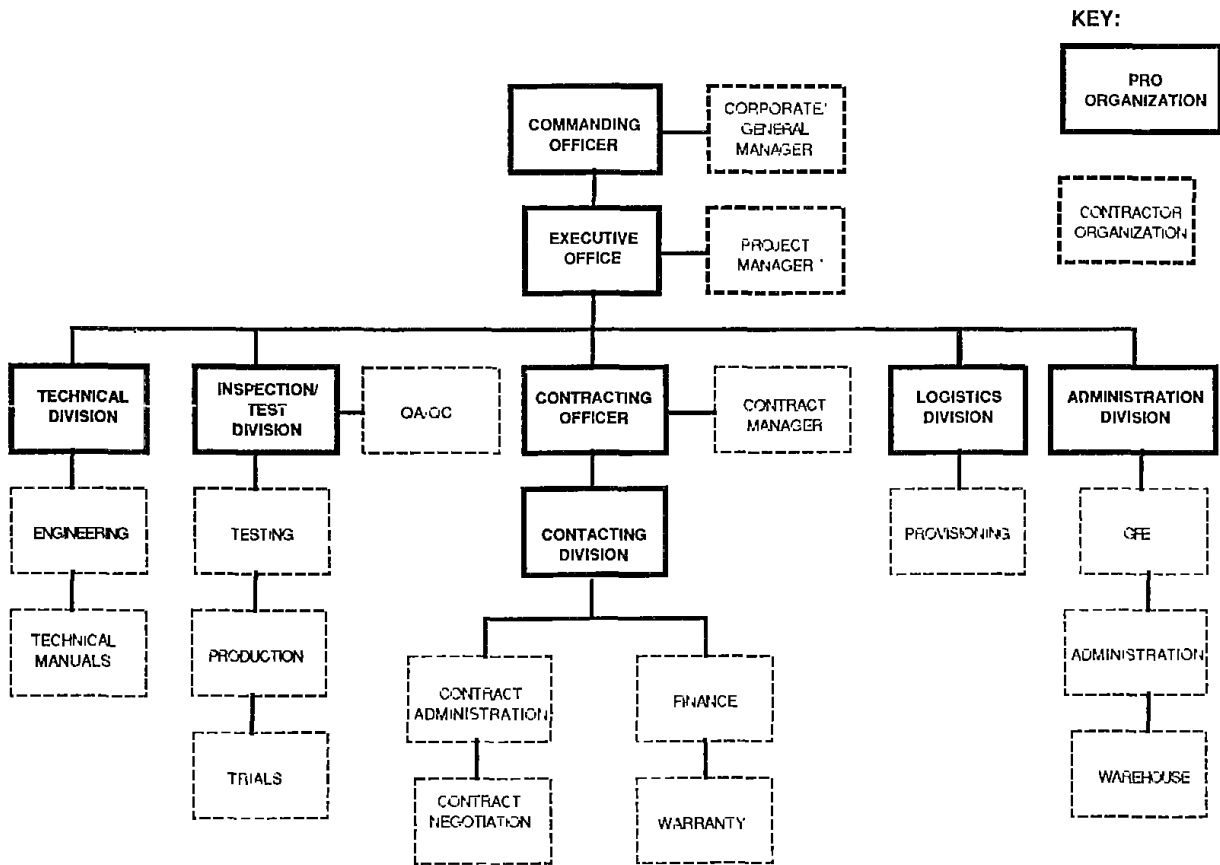 KEY:
PRO
ORGANIZATION
CONTRACTOR
ORGANIZATION
COMMANDING
OFFICER
CORPORATE/
GENERAL
MANAGER
EXECUTIVE
OFFICE
PROJECT
MANAGER
TECHNICAL
DIVISION
INSPECTION/
TEST
DIVISION
QA/QC
CONTRACTING
OFFICER
CONTRACT
MANAGER
LOGISTICS
DIVISION
ADMINISTRATION
DIVISION
ENGINEERING
TESTING
CONTACTING
DIVISION
PROVISIONING
GFE
TECHNICAL
MANUALS
PRODUCTION
CONTRACT
ADMINISTRATION
FINANCE
ADMINISTRATION
TRIALS
CONTRACT
NEGOTIATION
WARRANTY
WAREHOUSE